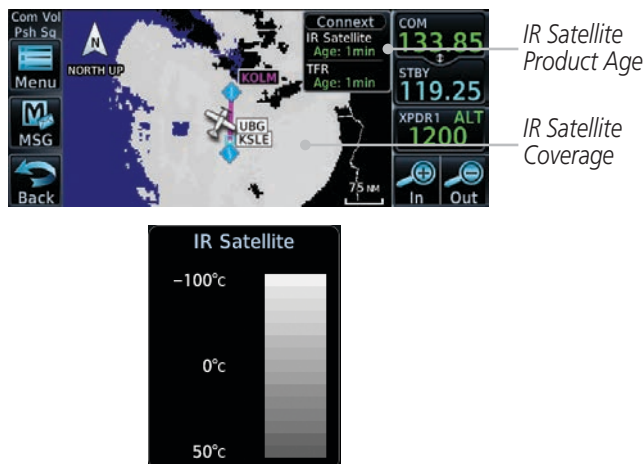 Com Vol
Psh Sq
Menu
MSG
Back
N
NORTH UP
KOLM
UBG
KSLE
Connext
IR Satellite
Age: 1min
TFR
Age: 1min
75 NM
COM
133.85
STBY
119.25
XPDR1 ALT
1200
In
Out
IR Satellite
Product Age
IR Satellite
Coverage
IR Satellite
−100°C
0°C
50°C